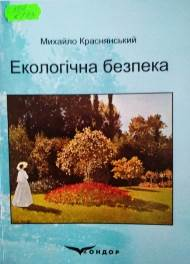 Михайло Краснянський
Екологічна безпека
КОНДОР